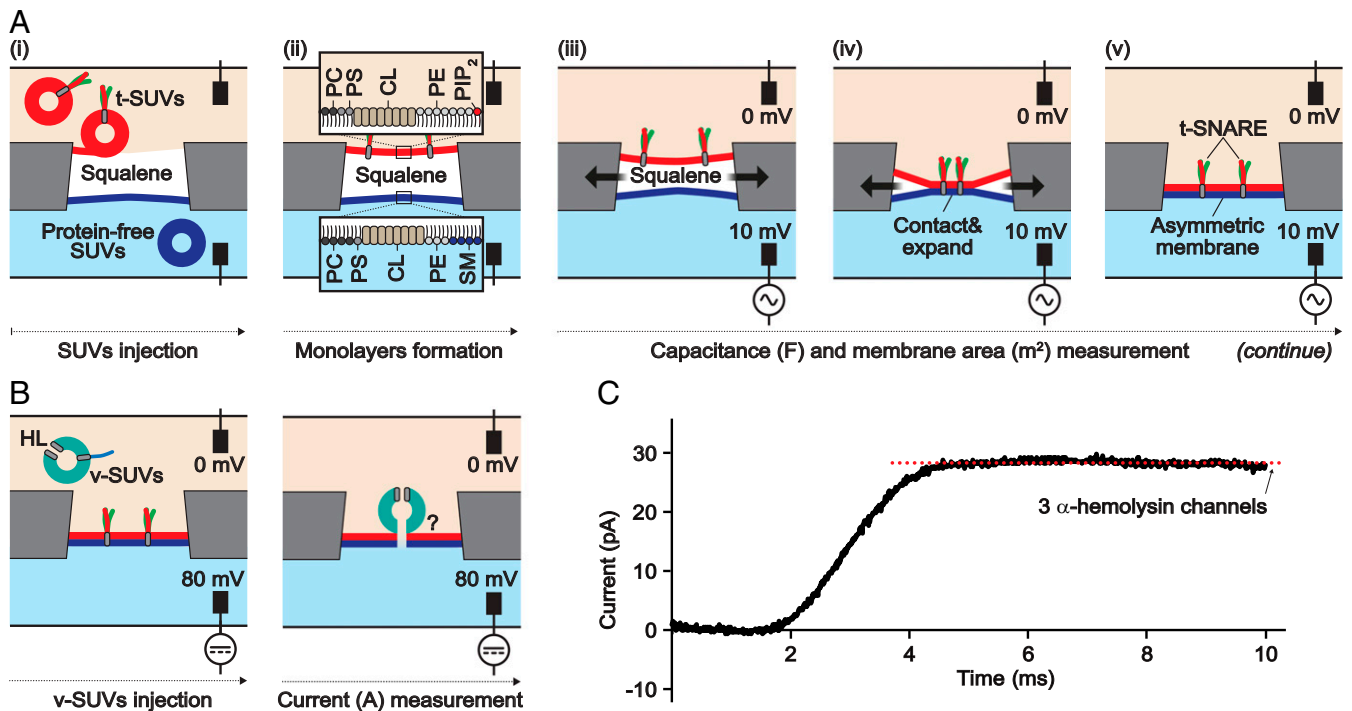 A
(i)
t-SUVs
Squalene
Protein-free
SUVs
SUVs injection
(ii)
PC
PS
CL
PE
PIP₂
Squalene
PC
PS
CL
PE
SM
Monolayers formation
(iii)
0 mV
Squalene
10 mV
(iv)
0 mV
Contact&
expand
10 mV
(v)
0 mV
t-SNARE
Asymmetric
membrane
10 mV
Capacitance (F) and membrane area (m²) measurement
(continue)
B
HL
v-SUVs
0 mV
80 mV
v-SUVs injection
0 mV
?
80 mV
Current (A) measurement
C
30
20
10
0
-10
Current (pA)
3 α-hemolysin channels
2
4
6
8
10
Time (ms)